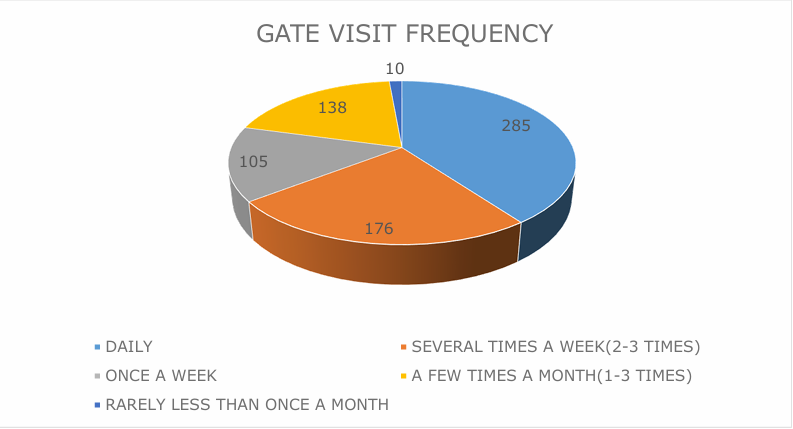 GATE VISIT FREQUENCY
10
138
285
105
176
DAILY
SEVERAL TIMES A WEEK(2-3 TIMES)
ONCE A WEEK
A FEW TIMES A MONTH(1-3 TIMES)
RARELY LESS THAN ONCE A MONTH